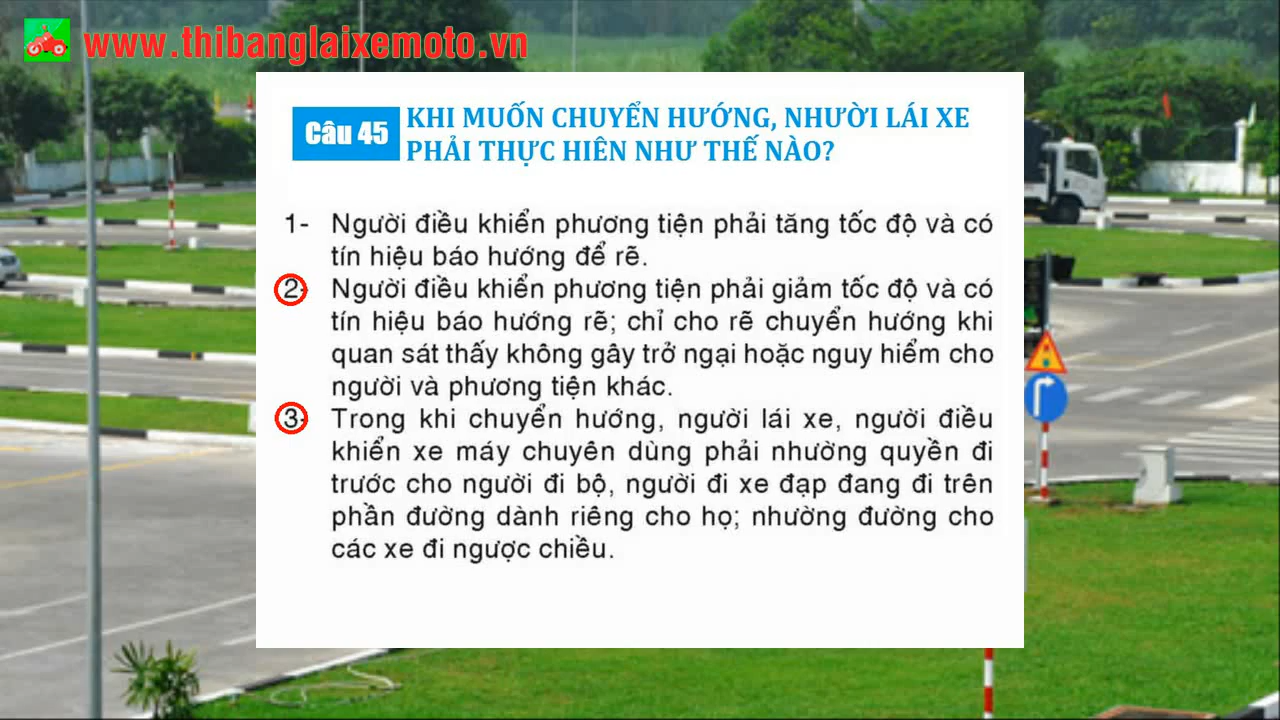 www.thibanglaixemoto.vn
Câu 45
KHI MUỐN CHUYỂN HƯỚNG, NHƯỜI LÁI XE
PHẢI THỰC HIÊN NHƯ THẾ NÀO?
1- Người điều khiển phương tiện phải tăng tốc độ và có
tín hiệu báo hướng để rẽ.
2- Người điều khiển phương tiện phải giảm tốc độ và có
tín hiệu báo hướng rẽ; chỉ cho rẽ chuyển hướng khi
quan sát thấy không gây trở ngại hoặc nguy hiểm cho
người và phương tiện khác.
3- Trong khi chuyển hướng, người lái xe, người điều
khiển xe máy chuyên dùng phải nhường quyền đi
trước cho người đi bộ, người đi xe đạp đang đi trên
phần đường dành riêng cho họ; nhường đường cho
các xe đi ngược chiều.